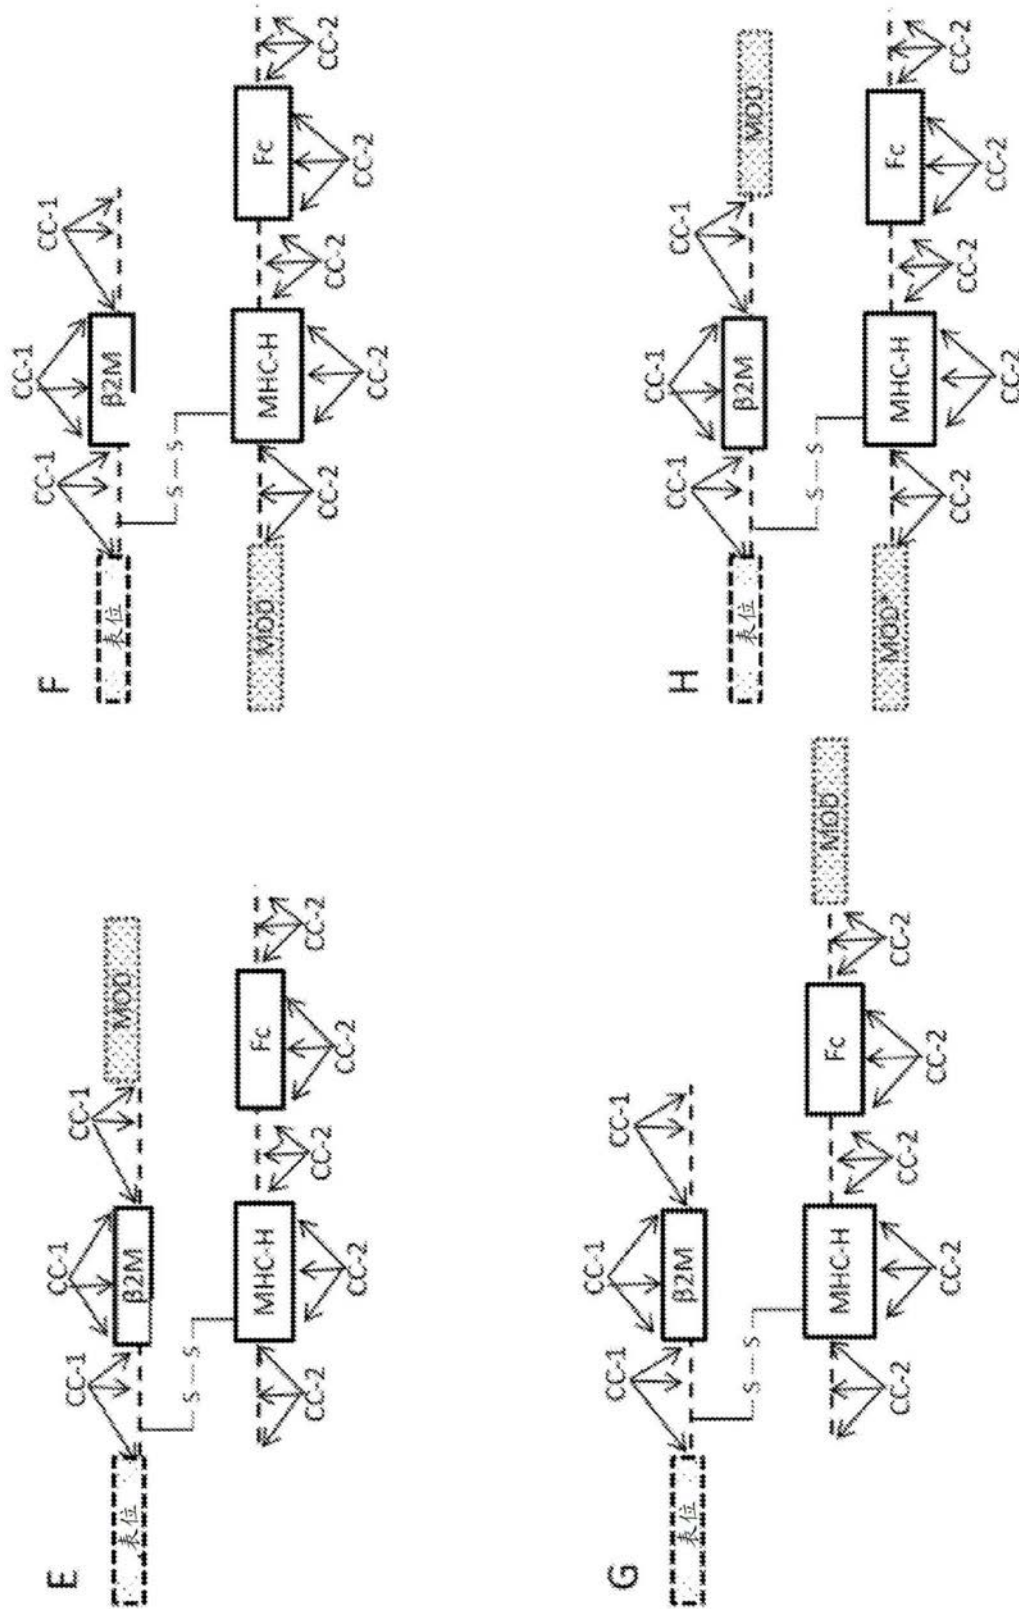 E
CC-1 CC-1 CC-1
表位 β2M MOD
S—S
MHC-H Fc
CC-2 CC-2 CC-2 CC-2 CC-2
F
CC-1 CC-1 CC-1
表位 β2M
S—S
MOD MHC-H Fc
CC-2 CC-2 CC-2 CC-2 CC-2
G
CC-1 CC-1 CC-1
表位 β2M
S—S
MHC-H Fc MOD
CC-2 CC-2 CC-2 CC-2 CC-2
H
CC-1 CC-1 CC-1
表位 β2M MOD
S—S
MOD* MHC-H Fc
CC-2 CC-2 CC-2 CC-2 CC-2